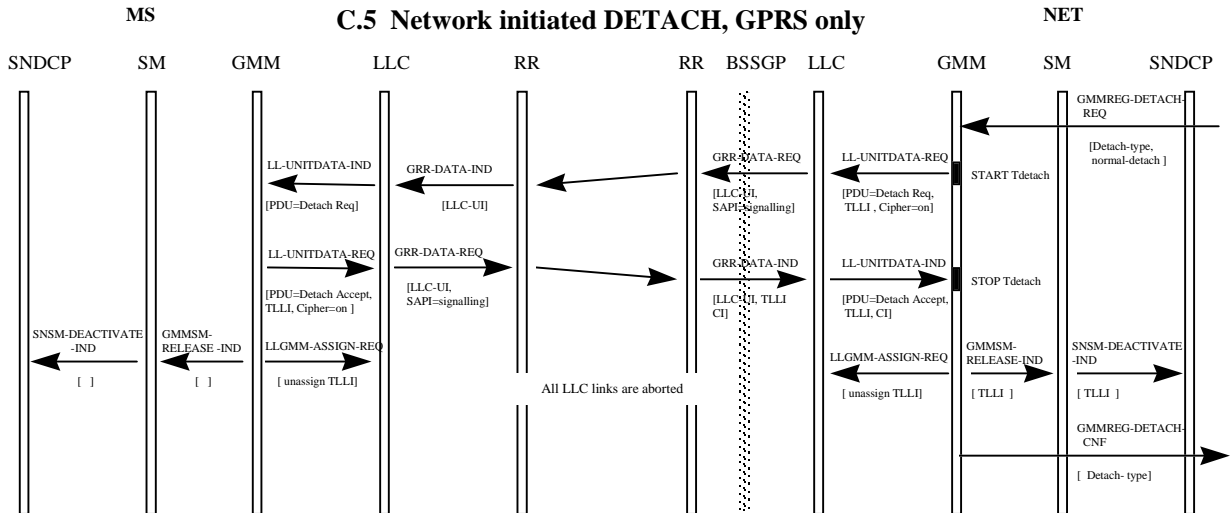 MS
C.5 Network initiated DETACH, GPRS only
NET
SNDCP SM GMM LLC RR RR BSSGP LLC GMM SM SNDCP
GMMREG-DETACH-
REQ
[Detach-type,
normal-detach ]
LL-UNITDATA-IND
GRR-DATA-IND
GRR-DATA-REQ
LL-UNITDATA-REQ
START Tdetach
[PDU=Detach Req]
[LLC-UI]
[LLC-UI,
SAPI=signalling]
[PDU=Detach Req,
TLLI , Cipher=on]
LL-UNITDATA-REQ
GRR-DATA-REQ
GRR-DATA-IND
LL-UNITDATA-IND
STOP Tdetach
[PDU=Detach Accept,
TLLI, Cipher=on ]
[LLC-UI,
SAPI=signalling]
[LLC-UI, TLLI
CI]
[PDU=Detach Accept,
TLLI, CI]
SNSM-DEACTIVATE
-IND
GMMSM-
RELEASE -IND
LLGMM-ASSIGN-REQ
LLGMM-ASSIGN-REQ
GMMSM-
RELEASE-IND
SNSM-DEACTIVATE
-IND
[ ]
[ ]
[ unassign TLLI]
All LLC links are aborted
[ unassign TLLI]
[ TLLI ]
[ TLLI ]
GMMREG-DETACH-
CNF
[ Detach- type]